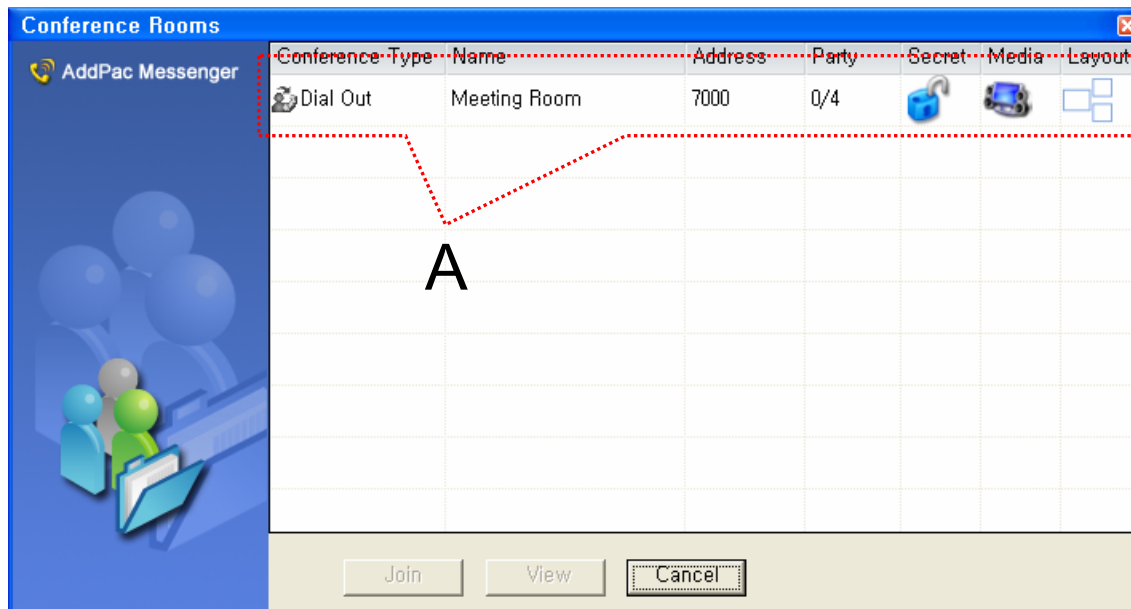 Conference Rooms
AddPac Messenger
Conference Type Name Address Party Secret Media Layout
Dial Out Meeting Room 7000 0/4
A
Join View Cancel